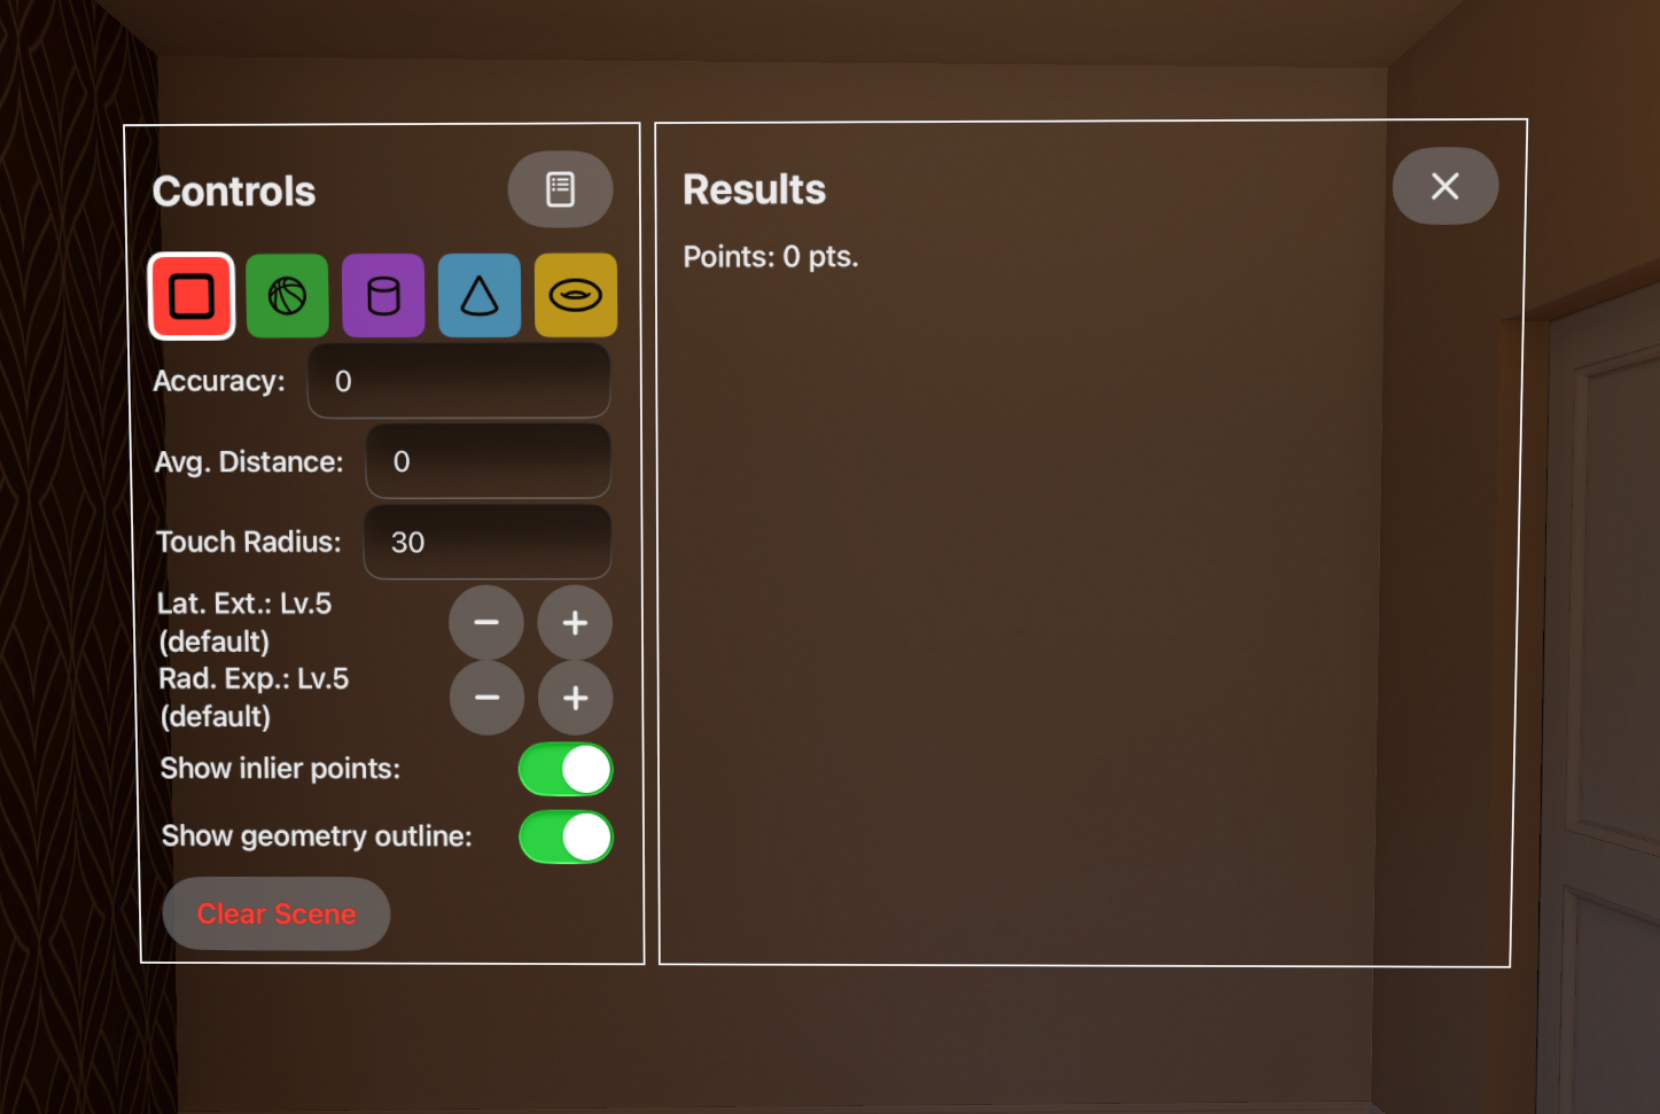 Controls
Accuracy: 0
Avg. Distance: 0
Touch Radius: 30
Lat. Ext.: Lv.5
(default)
Rad. Exp.: Lv.5
(default)
Show inlier points:
Show geometry outline:
Clear Scene
Results
Points: 0 pts.